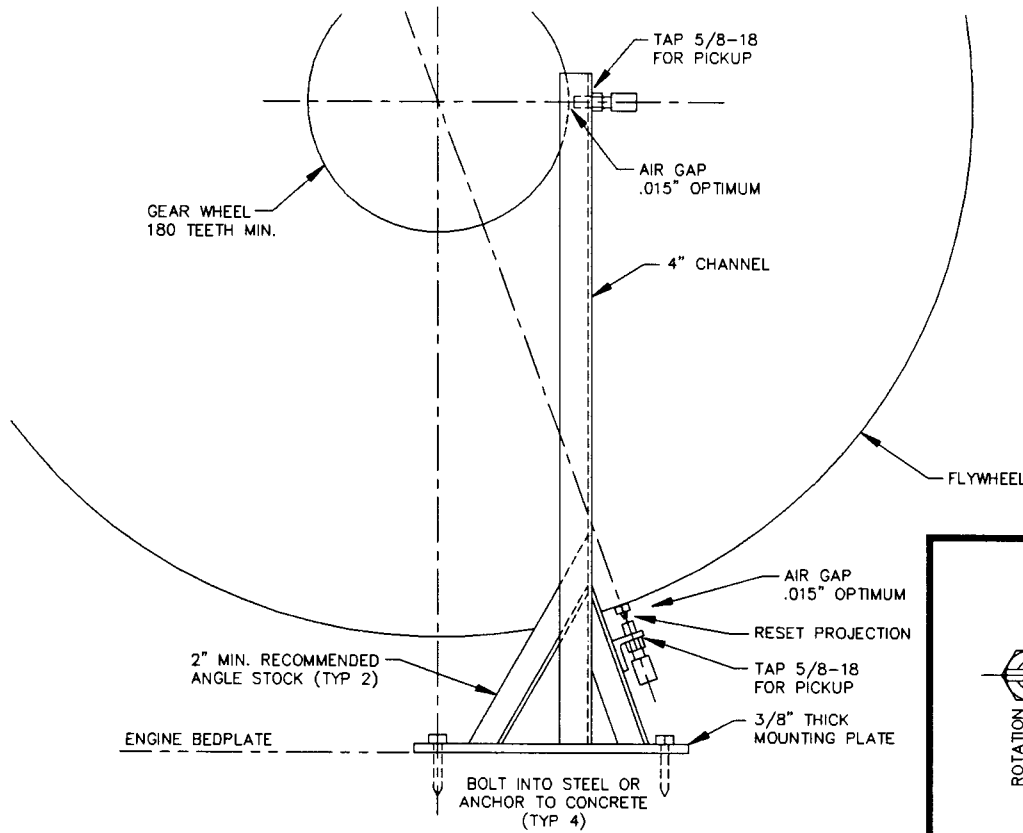 TAP 5/8-18
FOR PICKUP
AIR GAP
.015" OPTIMUM
GEAR WHEEL
180 TEETH MIN.
4" CHANNEL
FLYWHEEL
AIR GAP
.015" OPTIMUM
RESET PROJECTION
2" MIN. RECOMMENDED
ANGLE STOCK (TYP 2)
TAP 5/8-18
FOR PICKUP
3/8" THICK
MOUNTING PLATE
ENGINE BEDPLATE
ROTATION
BOLT INTO STEEL OR
ANCHOR TO CONCRETE
(TYP 4)